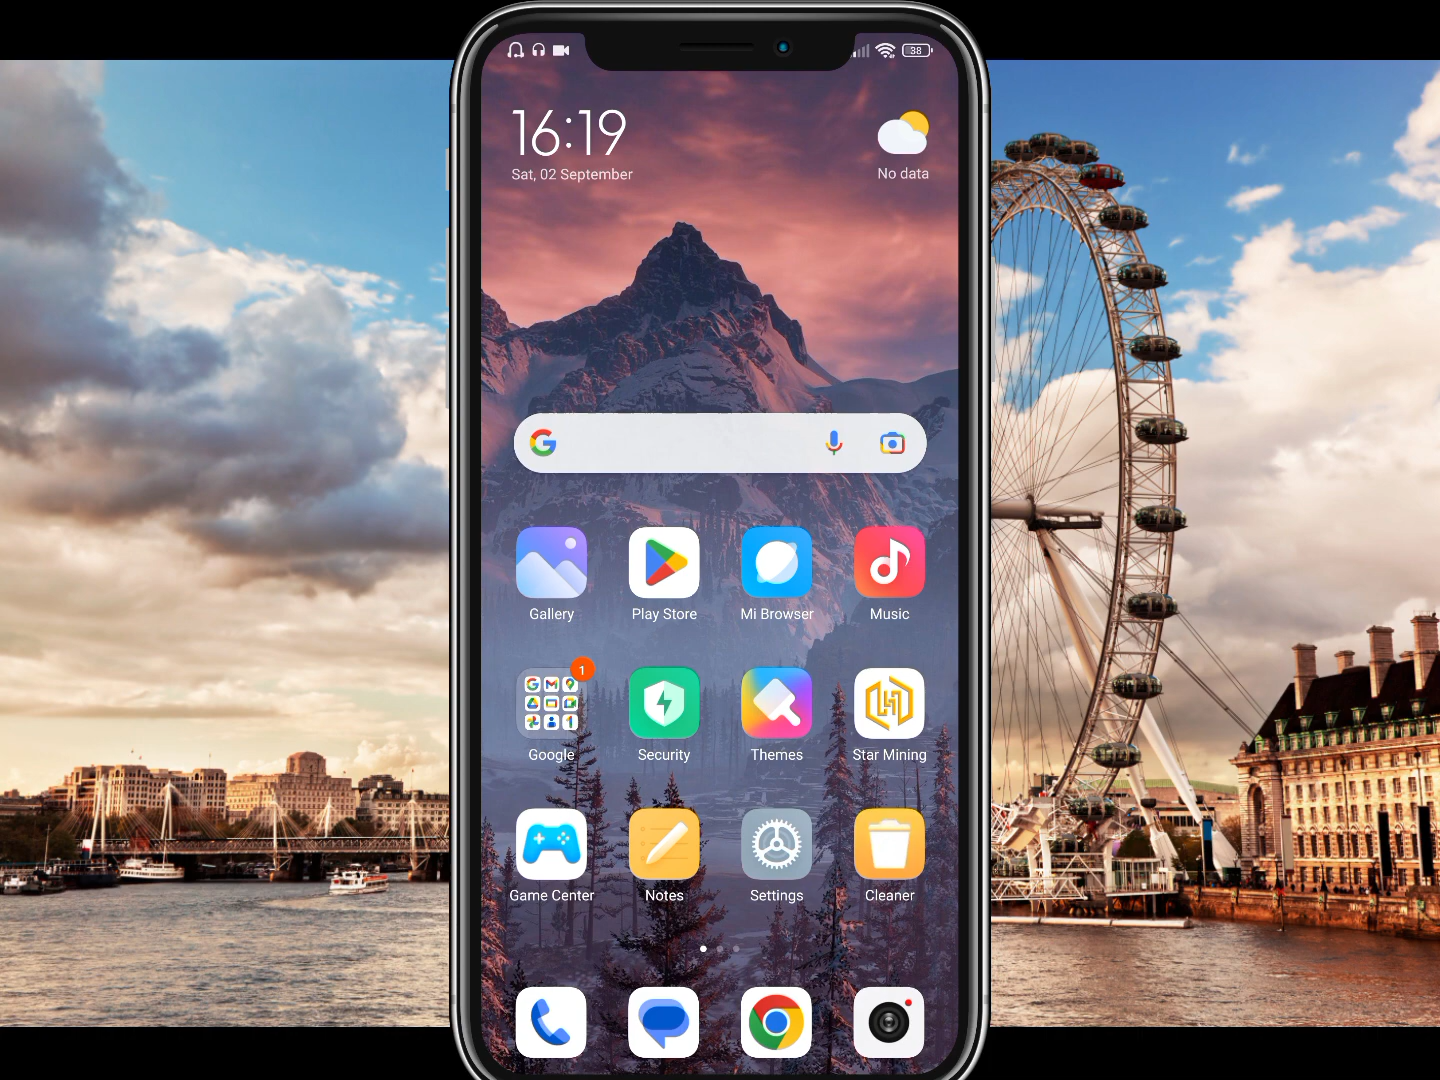 38
16:19
Sat, 02 September
No data
Gallery
Play Store
Mi Browser
Music
1
Google
Security
Themes
Star Mining
Game Center
Notes
Settings
Cleaner